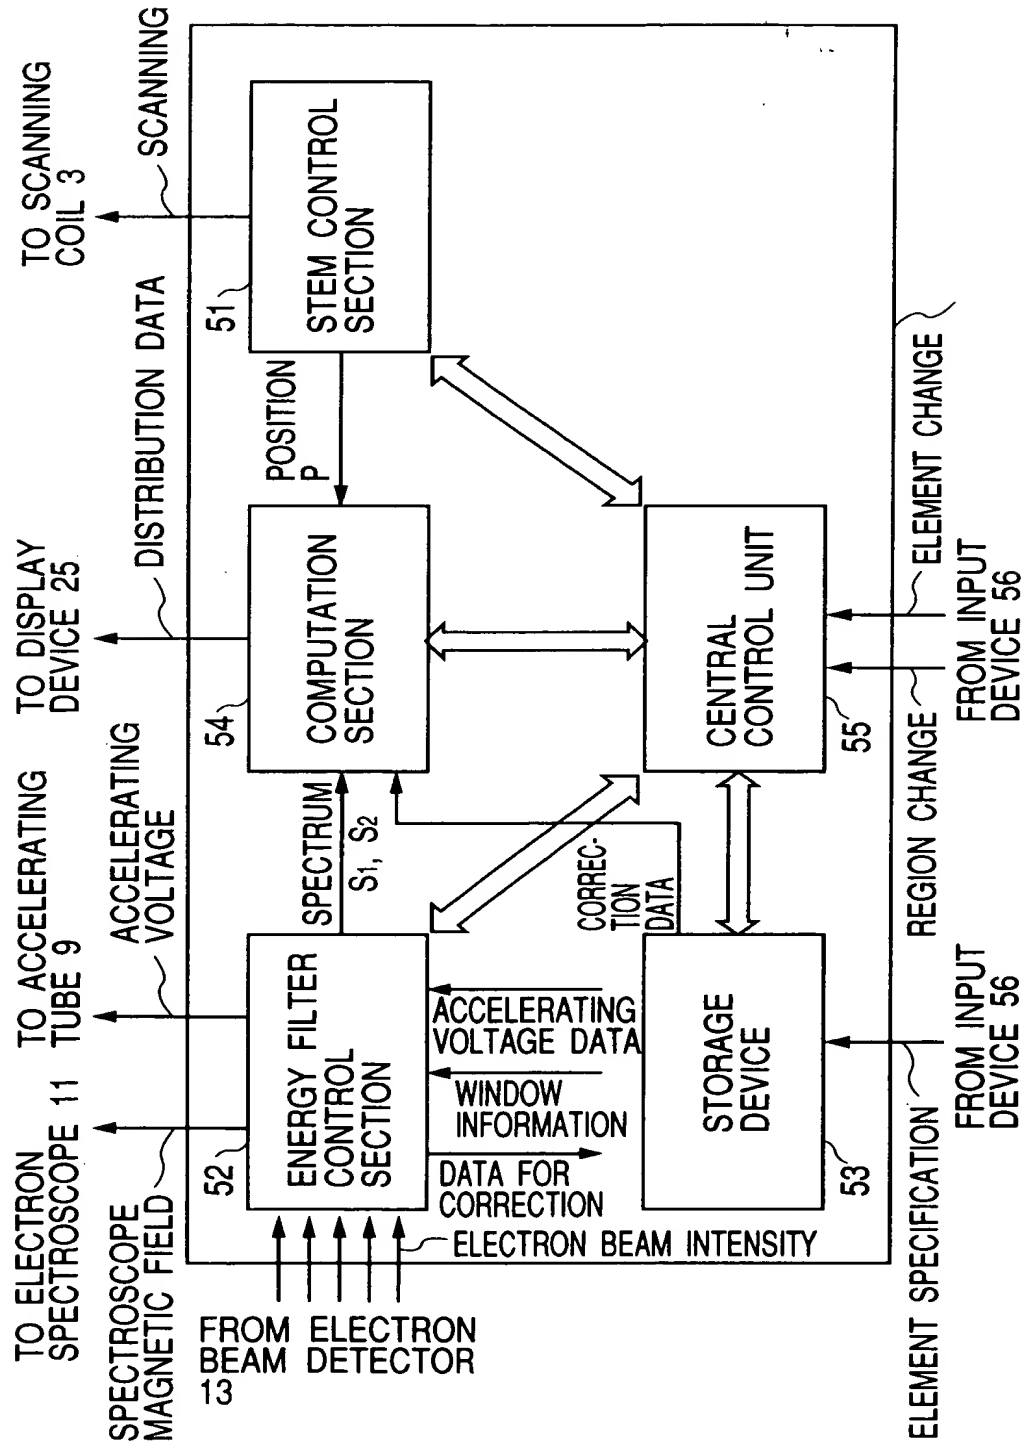 TO ELECTRON
SPECTROSCOPE 11
SPECTROSCOPE
MAGNETIC FIELD
TO ACCELERATING
TUBE 9
ACCELERATING
VOLTAGE
TO DISPLAY
DEVICE 25
DISTRIBUTION DATA
TO SCANNING
COIL 3
SCANNING
52
ENERGY FILTER
CONTROL
SECTION
SPECTRUM
S1, S2
54
COMPUTATION
SECTION
POSITION
P
51
STEM CONTROL
SECTION
FROM ELECTRON
BEAM DETECTOR
13
ELECTRON BEAM INTENSITY
DATA FOR
CORRECTION
WINDOW
INFORMATION
ACCELERATING
VOLTAGE DATA
CORREC-
TION
DATA
STORAGE
DEVICE
53
CENTRAL
CONTROL UNIT
55
ELEMENT SPECIFICATION
FROM INPUT
DEVICE 56
REGION CHANGE
ELEMENT CHANGE
FROM INPUT
DEVICE 56